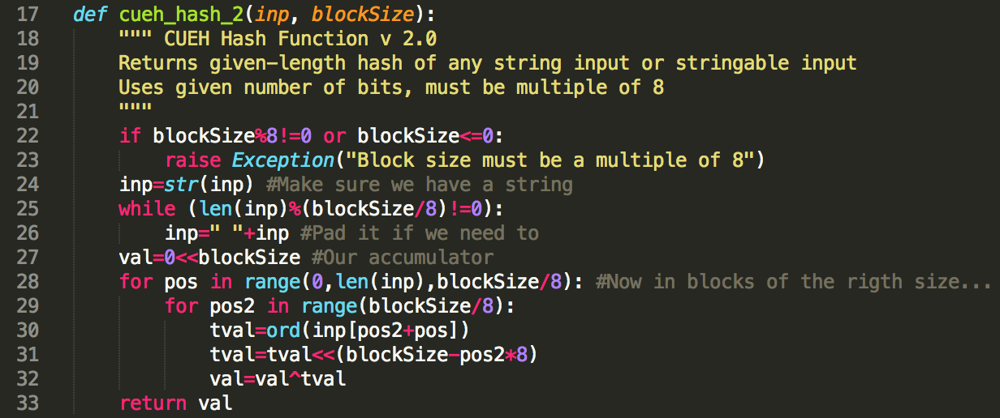 17 def cueh_hash_2(inp, blockSize):
18 """ CUEH Hash Function v 2.0
19 Returns given-length hash of any string input or stringable input
20 Uses given number of bits, must be multiple of 8
21 """
22 if blockSize%8!=0 or blockSize<=0:
23 raise Exception("Block size must be a multiple of 8")
24 inp=str(inp) #Make sure we have a string
25 while (len(inp)%(blockSize/8)!=0):
26 inp=" "+inp #Pad it if we need to
27 val=0<<blockSize #Our accumulator
28 for pos in range(0,len(inp),blockSize/8): #Now in blocks of the rigth size...
29 for pos2 in range(blockSize/8):
30 tval=ord(inp[pos2+pos])
31 tval=tval<<(blockSize-pos2*8)
32 val=val^tval
33 return val